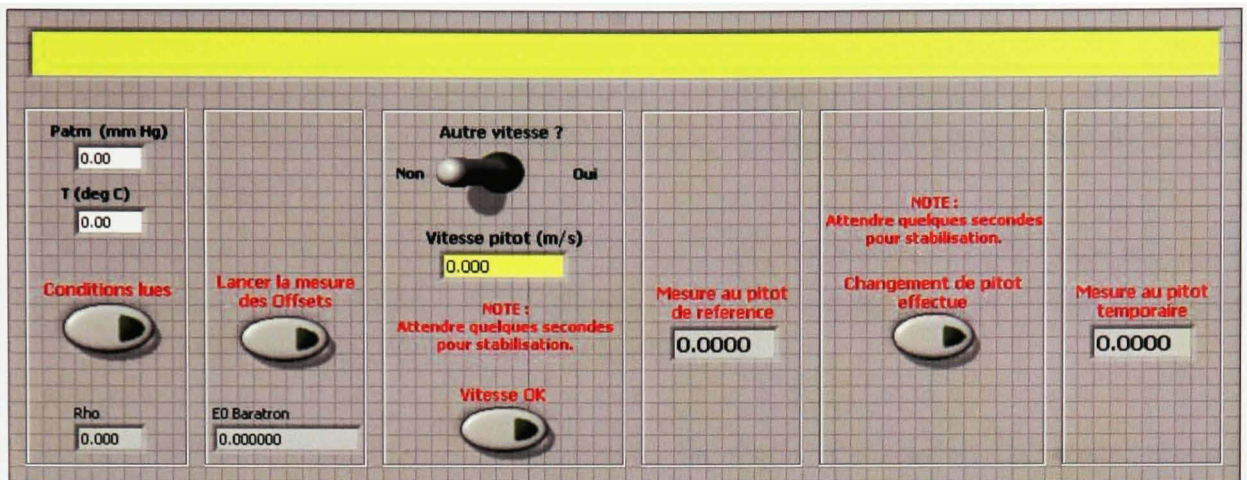 Patm (mm Hg)
0.00
T (deg C)
0.00
Conditions lues
Rho
0.000
Lancer la mesure
des Offsets
E0 Baratron
0.000000
Autre vitesse ?
Non
Oui
Vitesse pitot (m/s)
0.000
NOTE :
Attendre quelques secondes
pour stabilisation.
Vitesse OK
Mesure au pitot
de reference
0.0000
NOTE :
Attendre quelques secondes
pour stabilisation.
Changement de pitot
effectue
Mesure au pitot
temporaire
0.0000